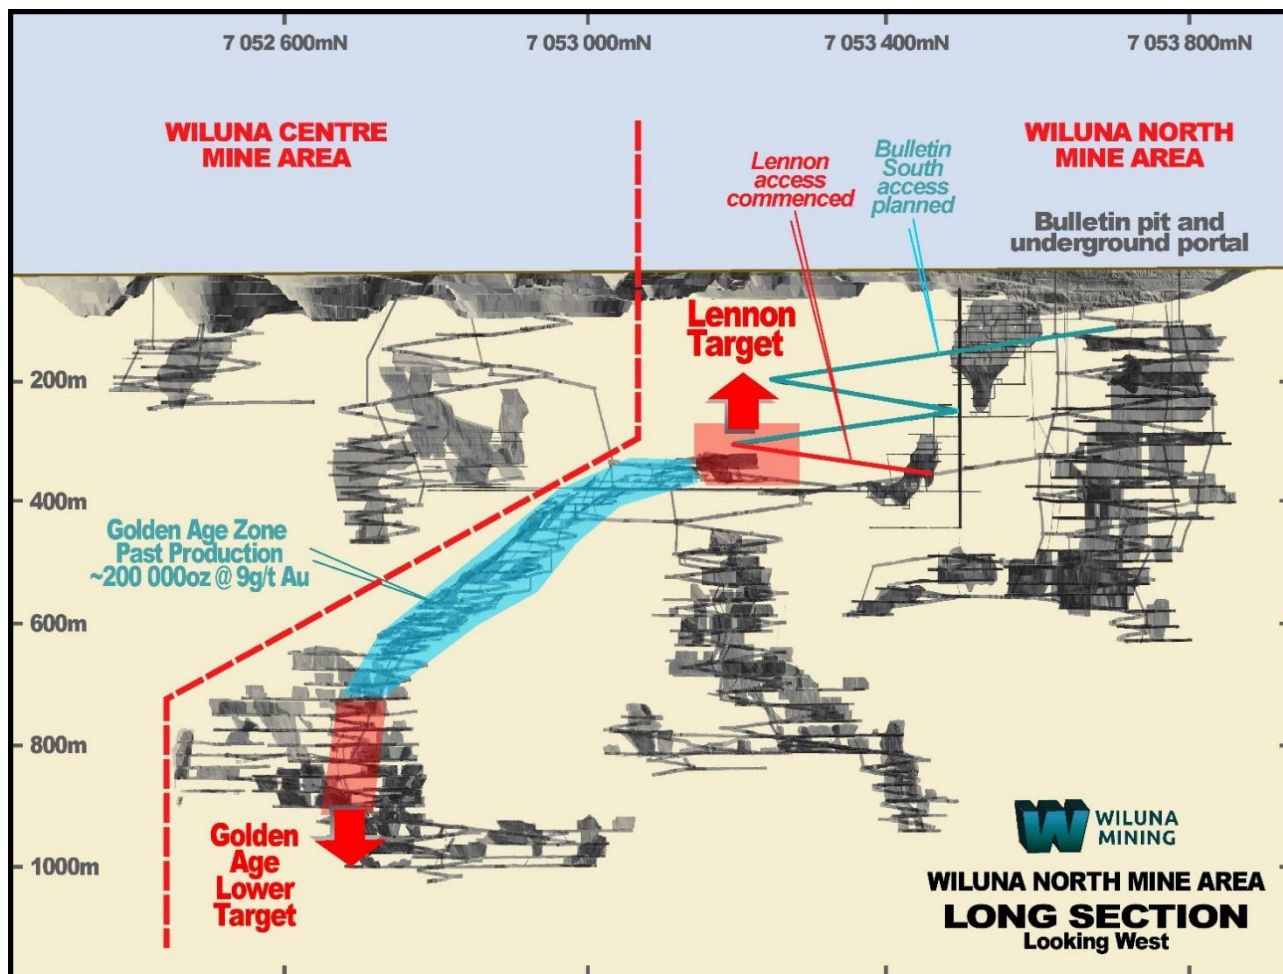 7 052 600mN
7 053 000mN
7 053 400mN
7 053 800mN
WILUNA CENTRE
MINE AREA
Lennon
access
commenced
Bulletin
South
access
planned
WILUNA NORTH
MINE AREA
Bulletin pit and
underground portal
Lennon
Target
200m
400m
Golden Age Zone
Past Production
~200 000oz @ 9g/t Au
600m
800m
1000m
Golden
Age
Lower
Target
W WILUNA
MINING
WILUNA NORTH MINE AREA
LONG SECTION
Looking West